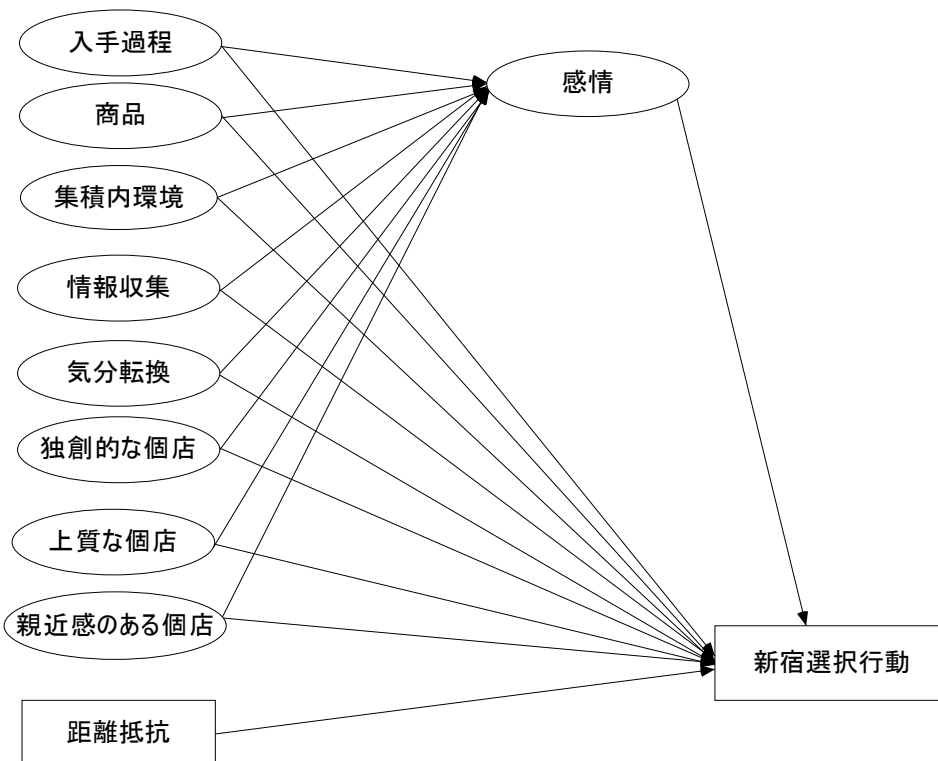 入手過程
感情
商品
集積内環境
情報収集
気分転換
独創的な個店
上質な個店
親近感のある個店
新宿選択行動
距離抵抗